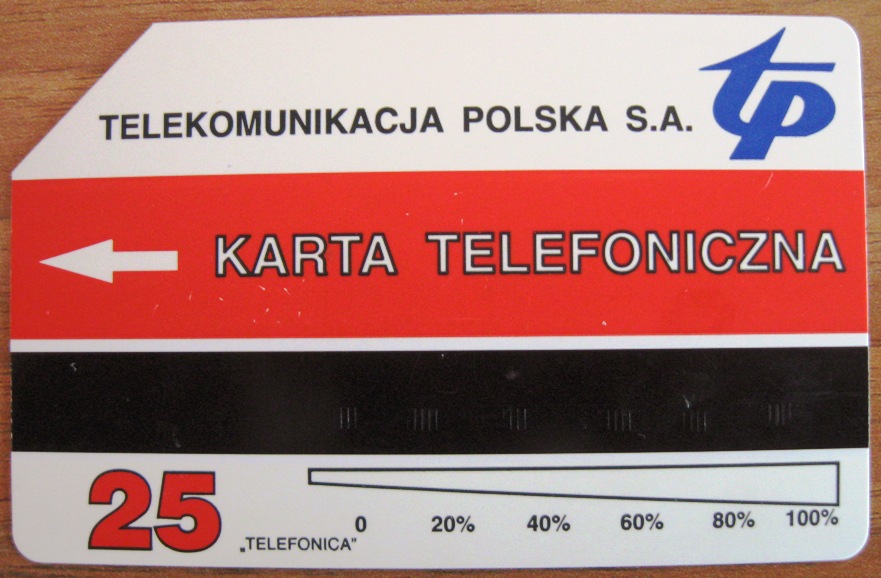 TELEKOMUNIKACJA POLSKA S.A. tp
KARTA TELEFONICZNA
25
„TELEFONICA”
0 20% 40% 60% 80% 100%